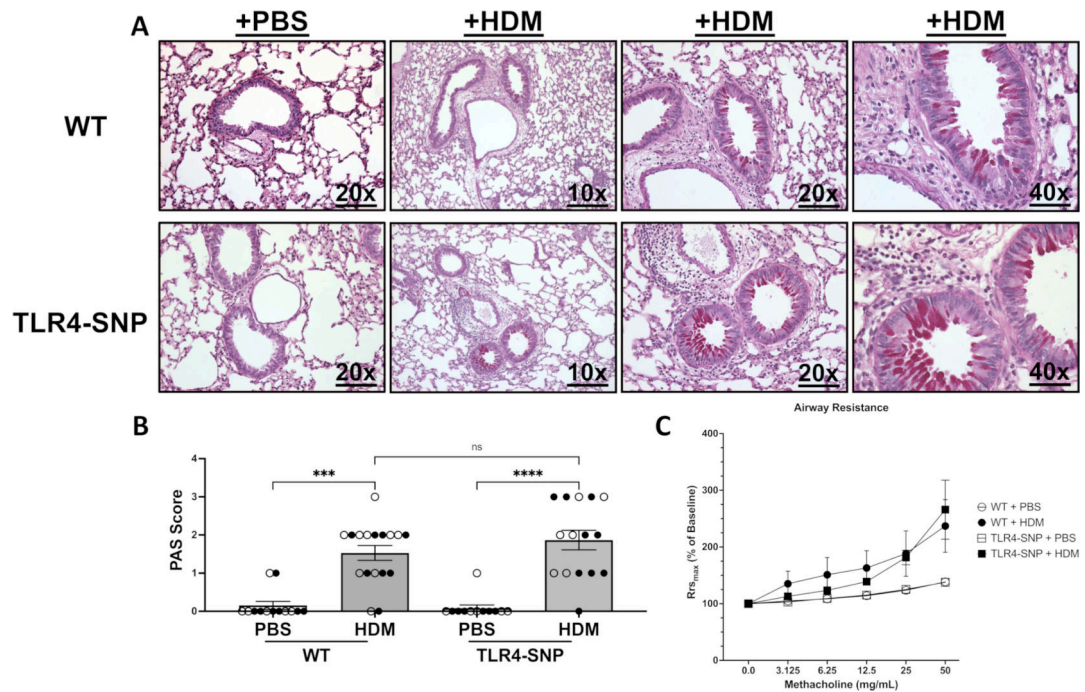 A
+PBS +HDM +HDM +HDM
WT
20x 10x 20x 40x
TLR4-SNP
20x 10x 20x 40x
B
ns
*** ****
PAS Score
4
3
2
1
0
PBS HDM PBS HDM
WT TLR4-SNP
Airway Resistance
C
Rrsmax (% of Baseline)
400
350
300
250
200
150
100
0.0 3.125 6.25 12.5 25 50
Methacholine (mg/mL)
WT + PBS
WT + HDM
TLR4-SNP + PBS
TLR4-SNP + HDM